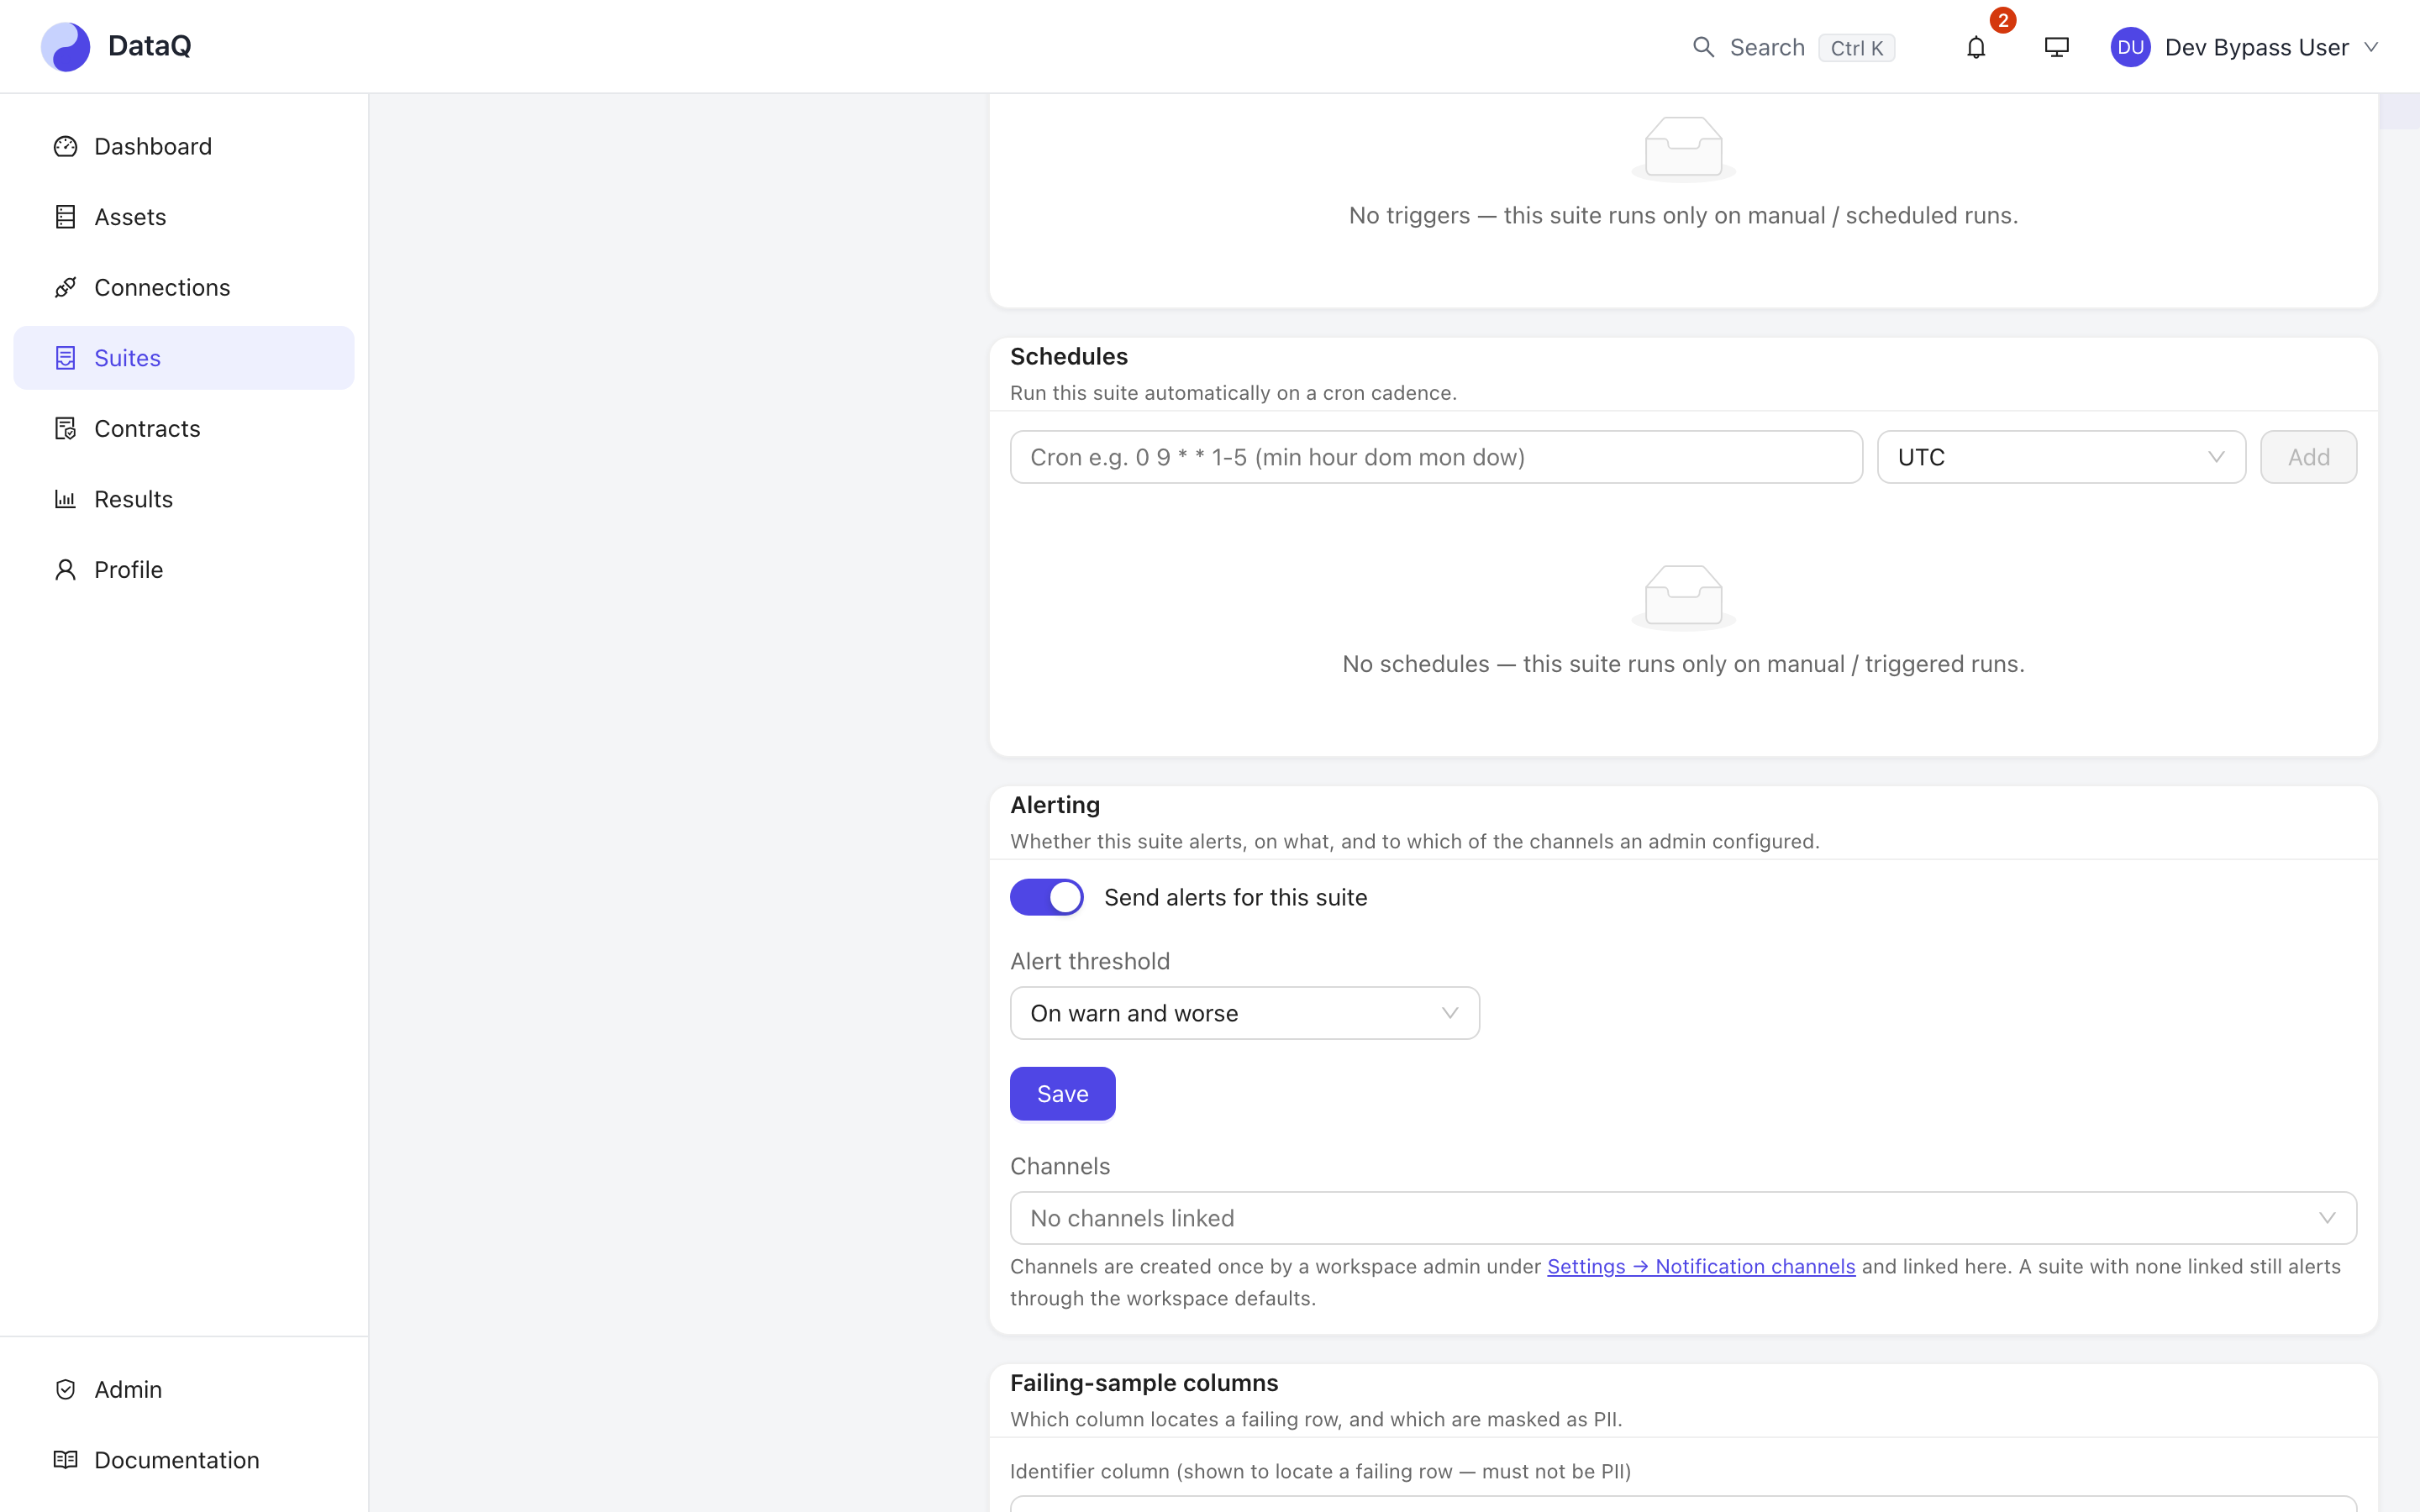 DataQ
Search Ctrl K
2
DU Dev Bypass User
Dashboard
Assets
Connections
Suites
Contracts
Results
Profile
Admin
Documentation
No triggers — this suite runs only on manual / scheduled runs.
Schedules
Run this suite automatically on a cron cadence.
Cron e.g. 0 9 * * 1-5 (min hour dom mon dow)
UTC
Add
No schedules — this suite runs only on manual / triggered runs.
Alerting
Whether this suite alerts, on what, and to which of the channels an admin configured.
Send alerts for this suite
Alert threshold
On warn and worse
Save
Channels
No channels linked
Channels are created once by a workspace admin under Settings → Notification channels and linked here. A suite with none linked still alerts
through the workspace defaults.
Failing-sample columns
Which column locates a failing row, and which are masked as PII.
Identifier column (shown to locate a failing row — must not be PII)